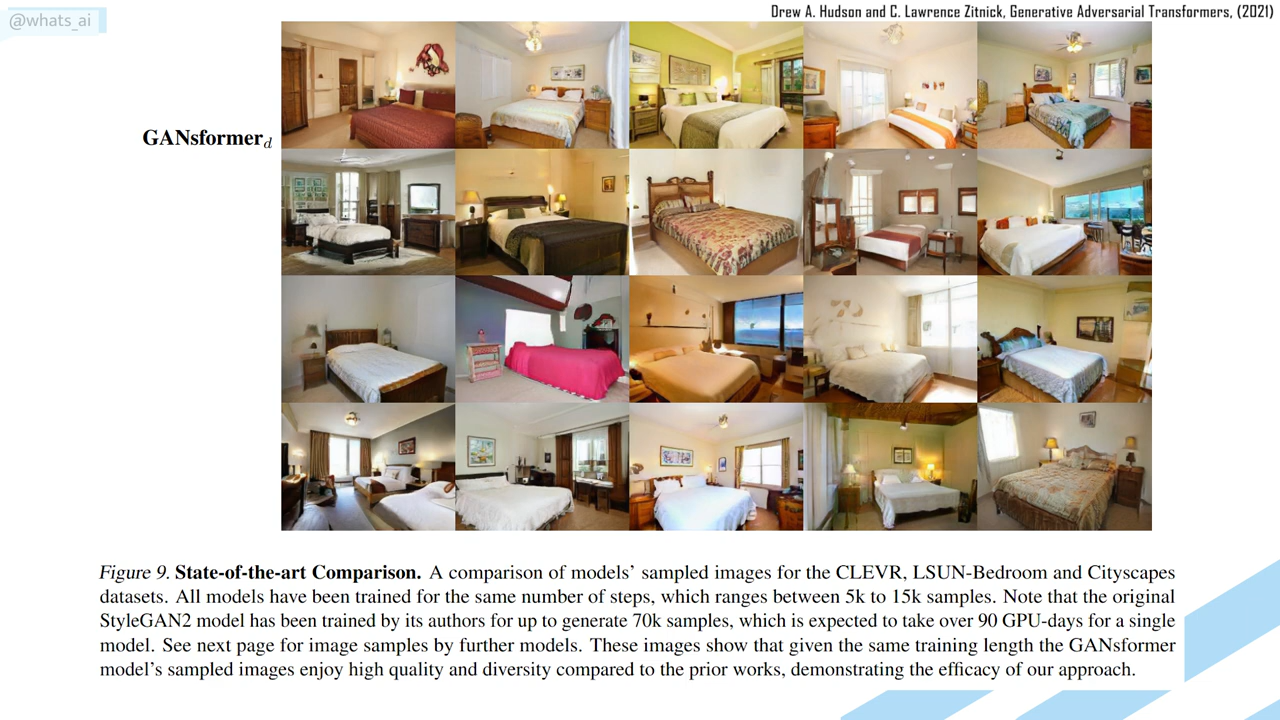 @whats_ai
Drew A. Hudson and C. Lawrence Zitnick, Generative Adversarial Transformers, (2021)
GANsformerd
Figure 9. State-of-the-art Comparison. A comparison of models’ sampled images for the CLEVR, LSUN-Bedroom and Cityscapes
datasets. All models have been trained for the same number of steps, which ranges between 5k to 15k samples. Note that the original
StyleGAN2 model has been trained by its authors for up to generate 70k samples, which is expected to take over 90 GPU-days for a single
model. See next page for image samples by further models. These images show that given the same training length the GANsformer
model’s sampled images enjoy high quality and diversity compared to the prior works, demonstrating the efficacy of our approach.